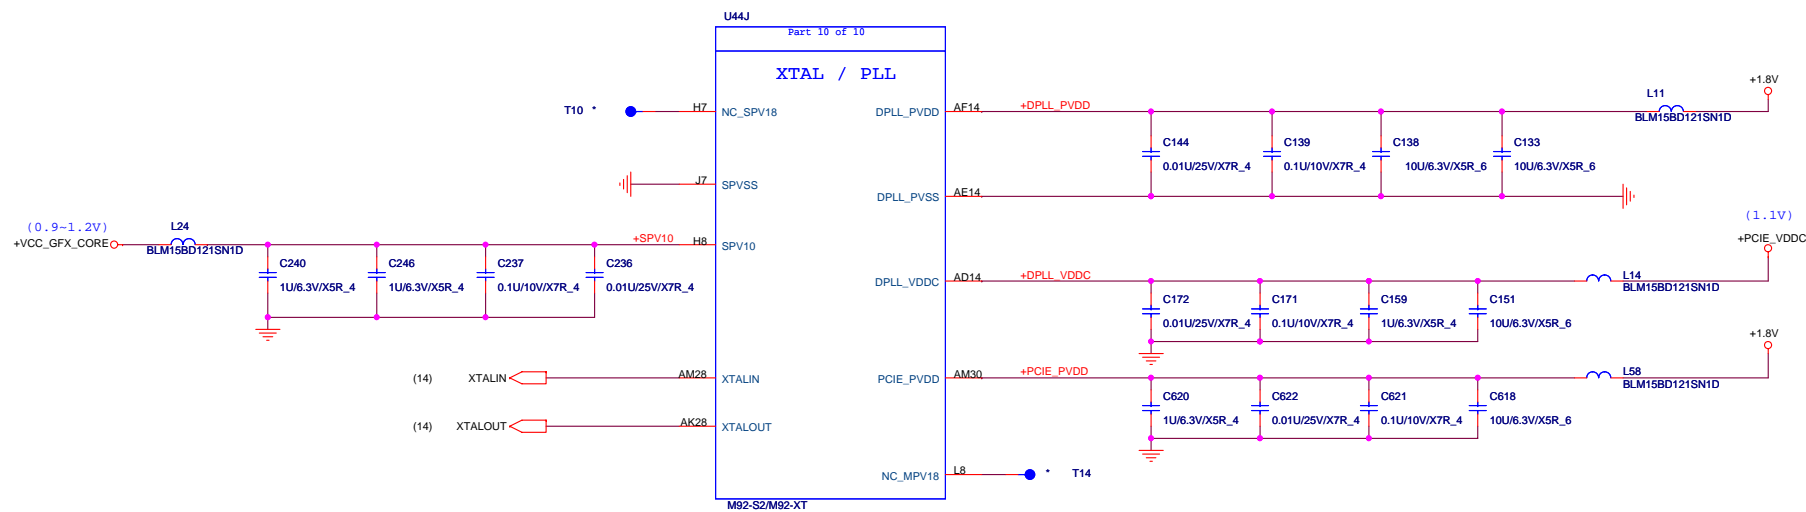 U44J
Part 10 of 10
XTAL / PLL
+1.8V
L11
BLM15BD121SN1D
T10 *
H7
NC_SPV18
DPLL_PVDD
AF14
+DPLL_PVDD
C144
0.01U/25V/X7R_4
C139
0.1U/10V/X7R_4
C138
10U/6.3V/X5R_6
C133
10U/6.3V/X5R_6
J7
SPVSS
DPLL_PVSS
AE14
(0.9~1.2V)
+VCC_GFX_CORE
L24
BLM15BD121SN1D
+SPV10
H8
SPV10
C240
1U/6.3V/X5R_4
C246
1U/6.3V/X5R_4
C237
0.1U/10V/X7R_4
C236
0.01U/25V/X7R_4
(1.1V)
+PCIE_VDDC
DPLL_VDDC
AD14
+DPLL_VDDC
L14
BLM15BD121SN1D
C172
0.01U/25V/X7R_4
C171
0.1U/10V/X7R_4
C159
1U/6.3V/X5R_4
C151
10U/6.3V/X5R_6
+1.8V
(14) XTALIN
AM28
XTALIN
PCIE_PVDD
AM30
+PCIE_PVDD
L58
BLM15BD121SN1D
C620
1U/6.3V/X5R_4
C622
0.01U/25V/X7R_4
C621
0.1U/10V/X7R_4
C618
10U/6.3V/X5R_6
(14) XTALOUT
AK28
XTALOUT
NC_MPV18
L8
* T14
M92-S2/M92-XT